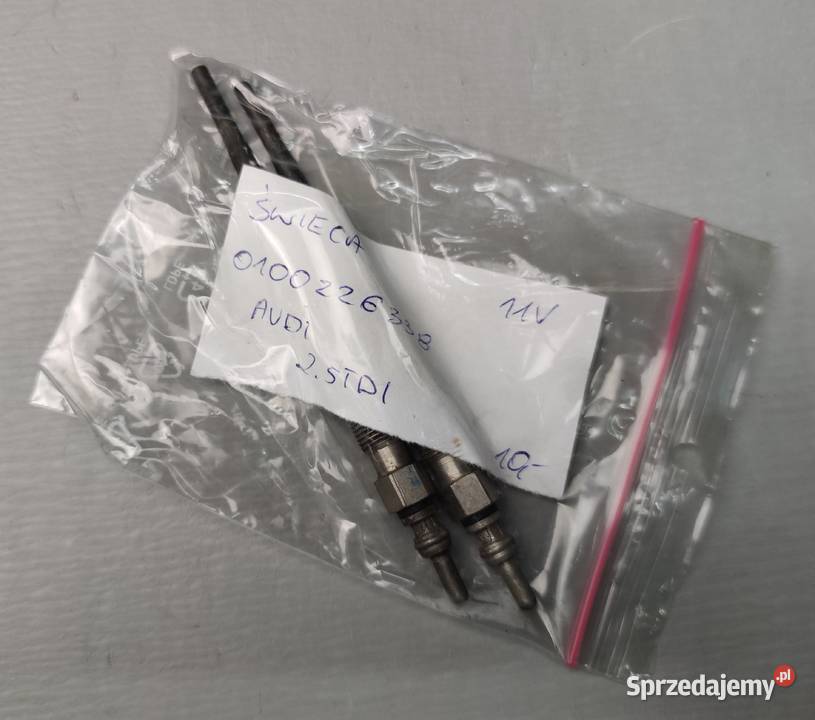 ŚWIECA
0100226338
11V
AUDi
2.5TDI
10,-
Sprzedajemy.pl